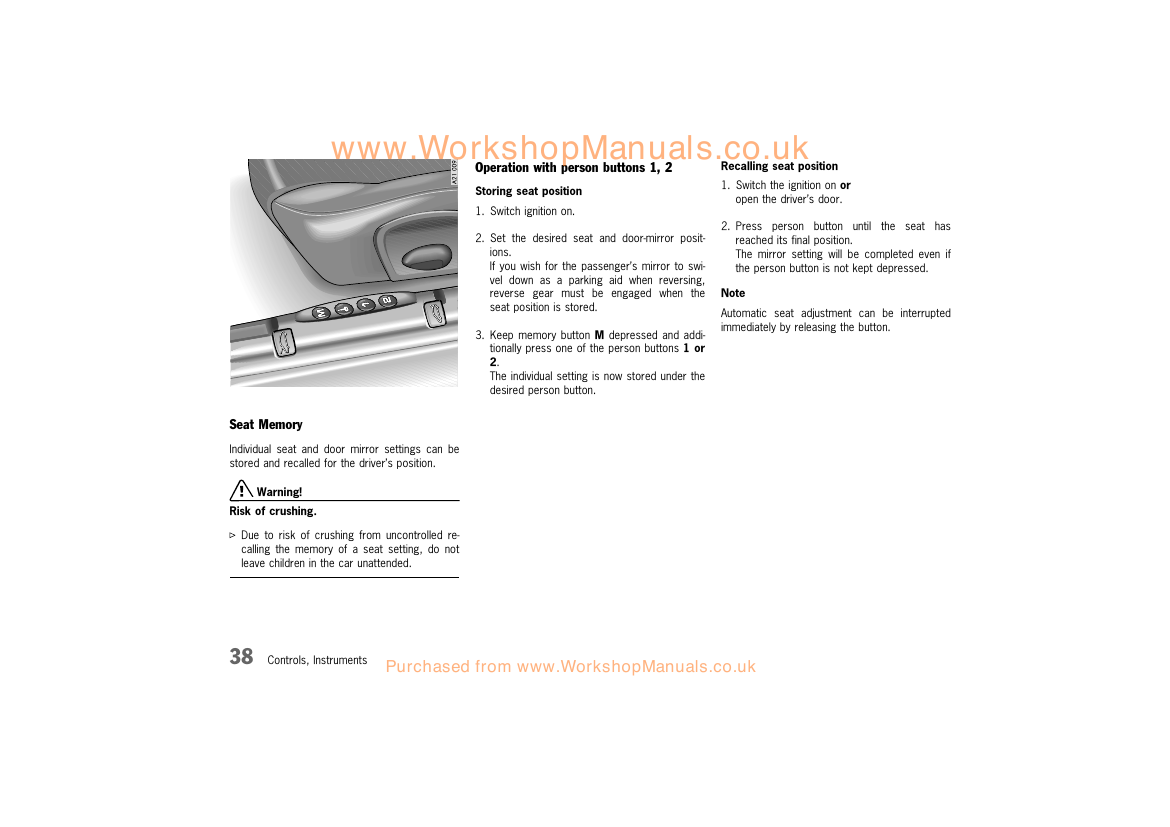 www.WorkshopManuals.co.uk
A21-009
M
1
2
Seat Memory
Individual seat and door mirror settings can be
stored and recalled for the driver's position.
Warning!
Risk of crushing.
⊳ Due to risk of crushing from uncontrolled re-
calling the memory of a seat setting, do not
leave children in the car unattended.
Operation with person buttons 1, 2
Storing seat position
1. Switch ignition on.
2. Set the desired seat and door-mirror posit-
ions.
If you wish for the passenger's mirror to swi-
vel down as a parking aid when reversing,
reverse gear must be engaged when the
seat position is stored.
3. Keep memory button M depressed and addi-
tionally press one of the person buttons 1 or
2.
The individual setting is now stored under the
desired person button.
Recalling seat position
1. Switch the ignition on or
open the driver's door.
2. Press person button until the seat has
reached its final position.
The mirror setting will be completed even if
the person button is not kept depressed.
Note
Automatic seat adjustment can be interrupted
immediately by releasing the button.
38 Controls, Instruments
Purchased from www.WorkshopManuals.co.uk